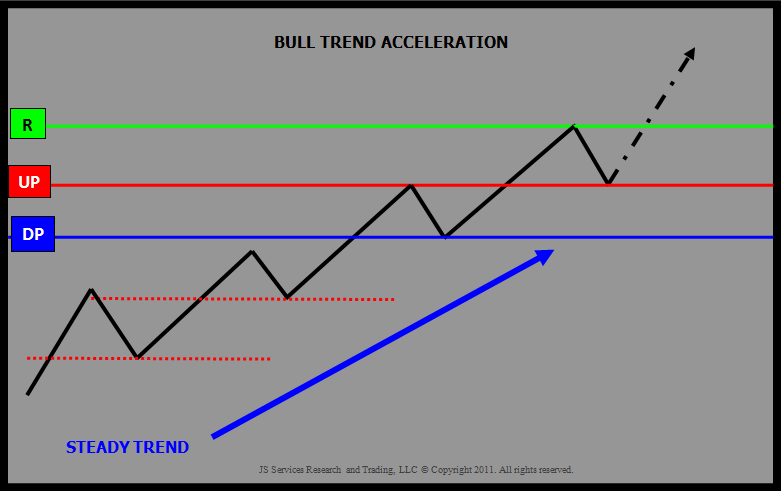 BULL TREND ACCELERATION
R
UP
DP
STEADY TREND
JS Services Research and Trading, LLC © Copyright 2011. All rights reserved.